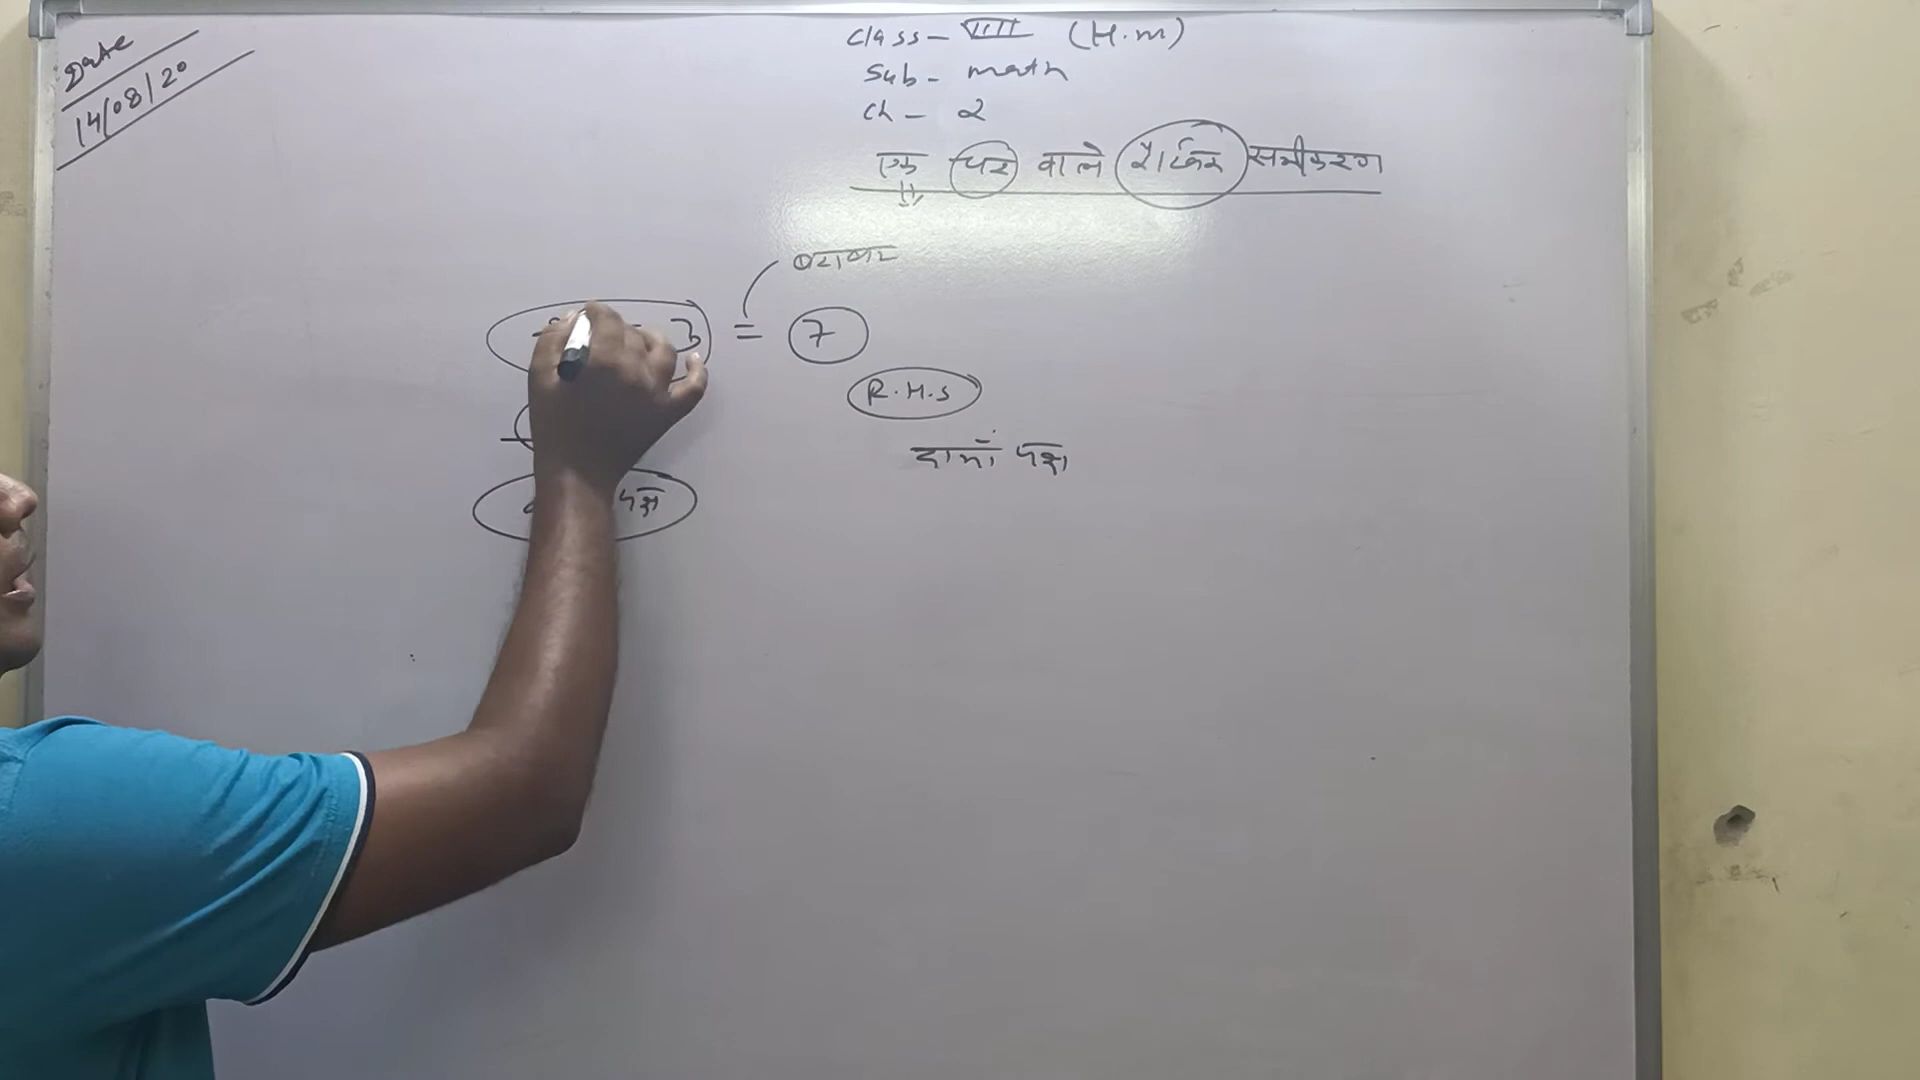 Date
14/08/20
Class - VIII (H.M)
Sub - math
Ch - 2
एक चर वाले रैखिक समीकरण
बराबर
3 = 7
R.H.S
दायाँ पक्ष
पक्ष